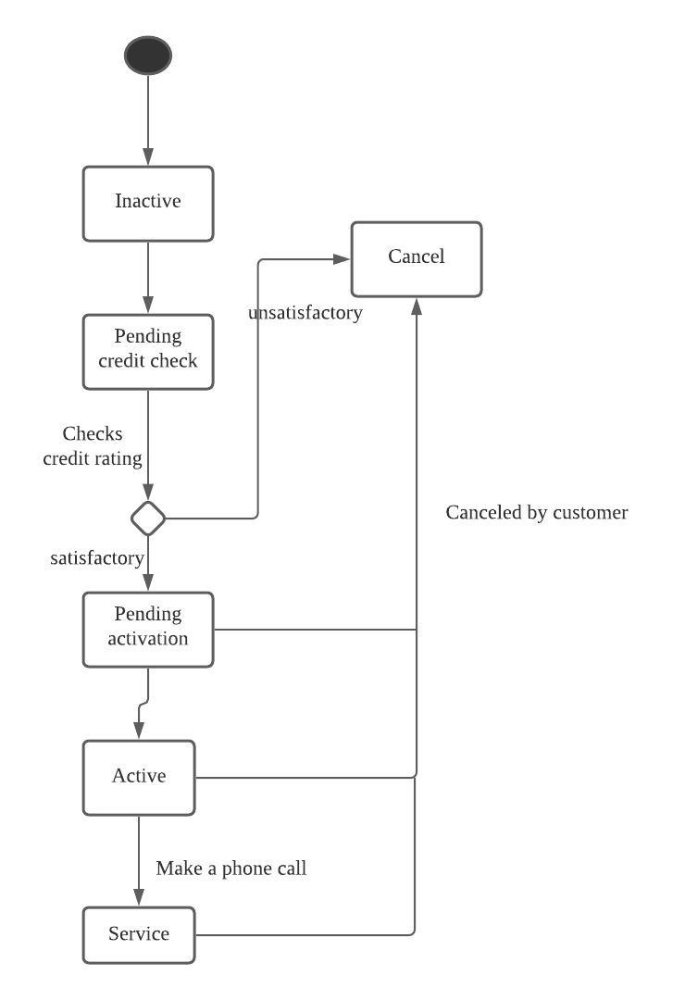 Inactive
Cancel
unsatisfactory
Pending
credit check
Checks
credit rating
Canceled by customer
satisfactory
Pending
activation
Active
Make a phone call
Service